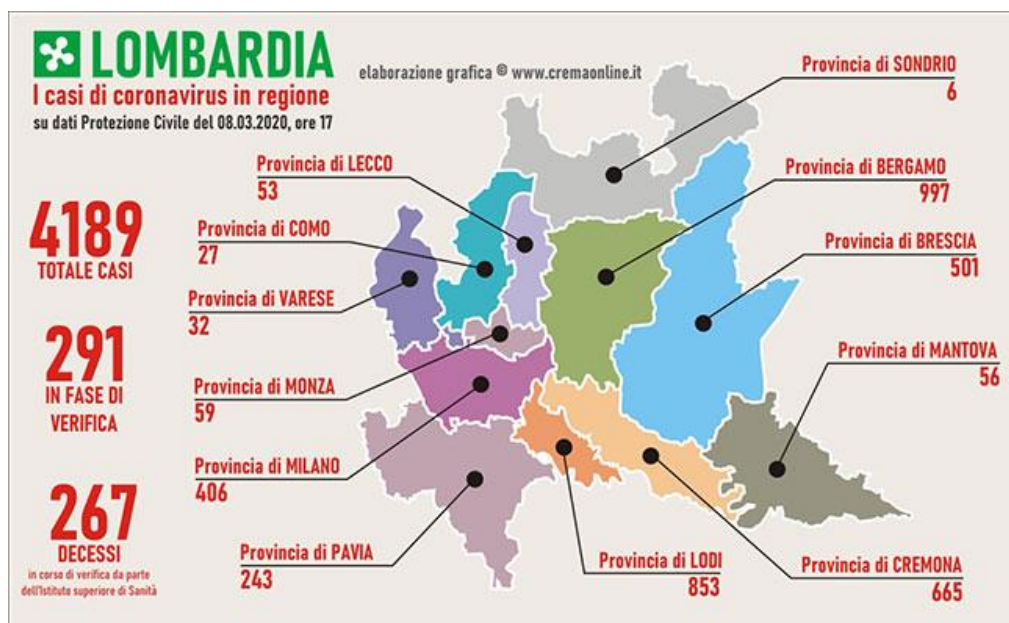 LOMBARDIA
I casi di coronavirus in regione
su dati Protezione Civile del 08.03.2020, ore 17
elaborazione grafica © www.cremaonline.it
4189
TOTALE CASI
291
IN FASE DI
VERIFICA
267
DECESSI
in corso di verifica da parte
dell'Istituto superiore di Sanità
Provincia di LECCO
53
Provincia di COMO
27
Provincia di VARESE
32
Provincia di MONZA
59
Provincia di MILANO
406
Provincia di PAVIA
243
Provincia di SONDRIO
6
Provincia di BERGAMO
997
Provincia di BRESCIA
501
Provincia di MANTOVA
56
Provincia di LODI
853
Provincia di CREMONA
665